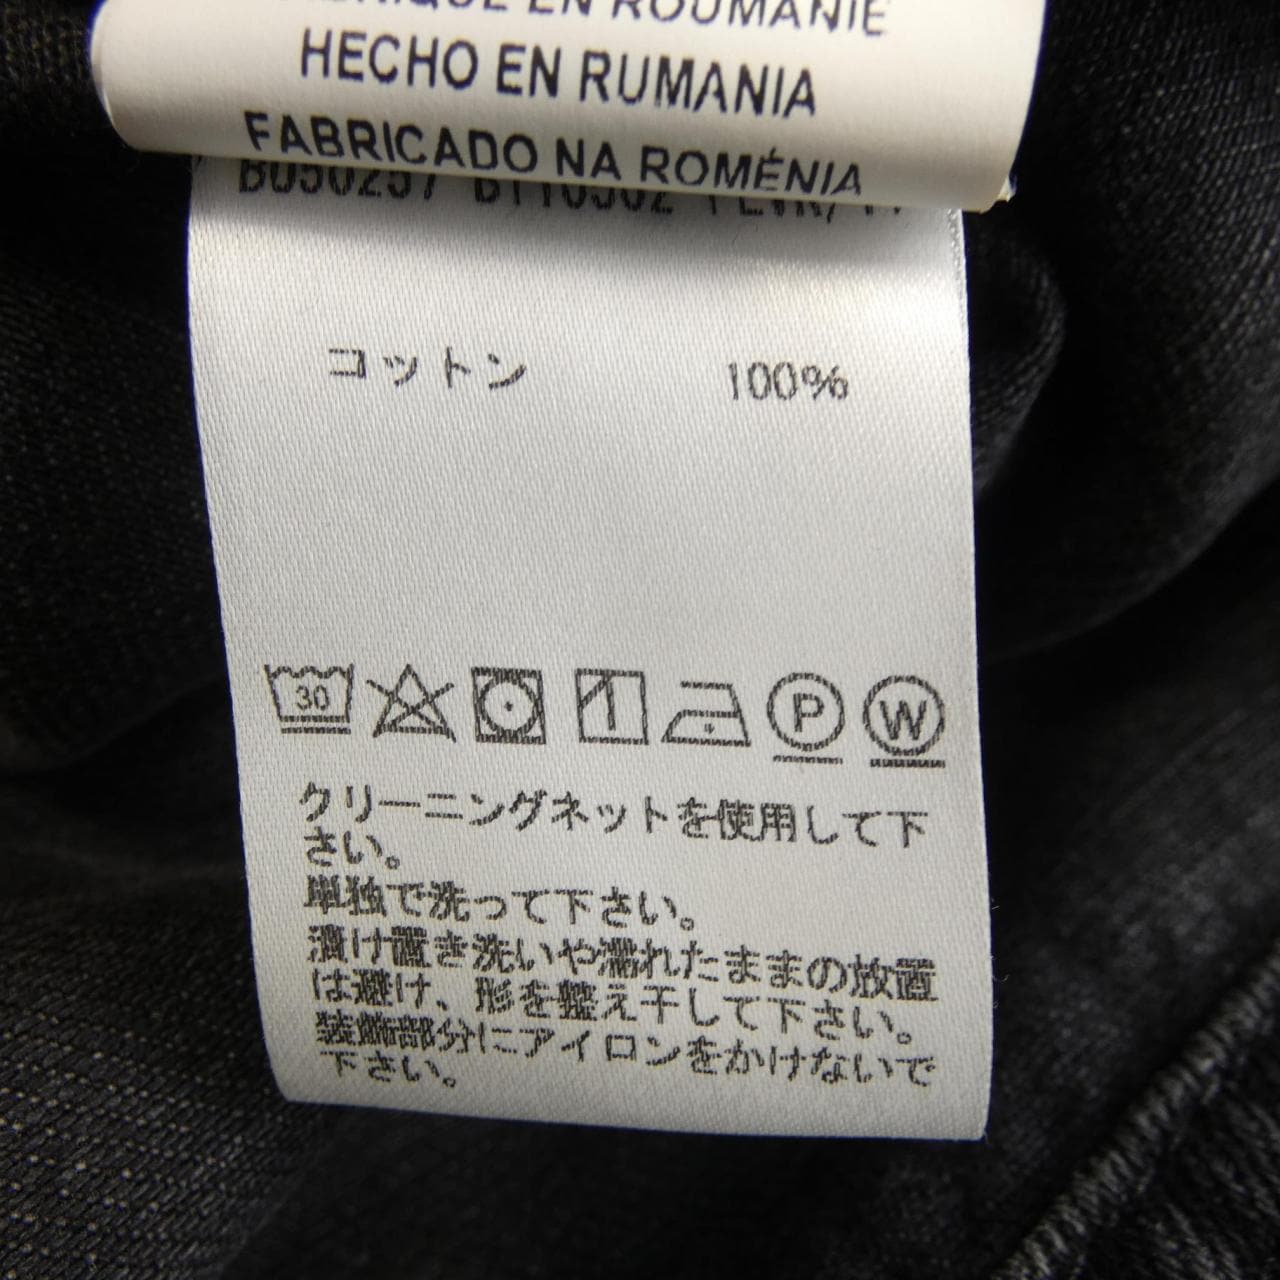 FABRIQUÉ EN ROUMANIE
HECHO EN RUMANIA
FABRICADO NA ROMÉNIA
コットン 100%
30
P W
クリーニングネットを使用して下
さい。
単独で洗って下さい。
漬け置き洗いや濡れたままの放置
は避け、形を整え干して下さい。
装飾部分にアイロンをかけないで
下さい。